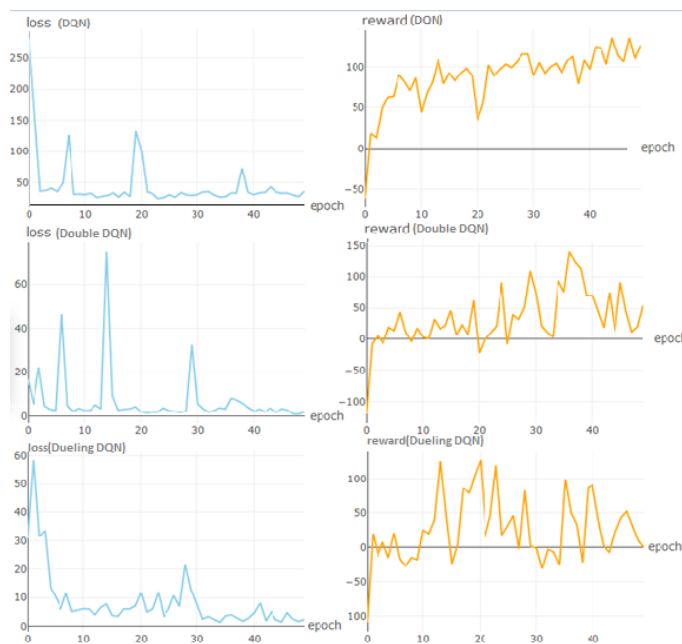 loss (DQN)
250
200
150
100
50
0 10 20 30 40
epoch
reward (DQN)
100
50
0
−50
epoch
0 10 20 30 40
loss (Double DQN)
60
40
20
0
0 10 20 30 40
epoch
reward (Double DQN)
150
100
50
0
−50
−100
epoch
0 10 20 30 40
loss(Dueling DQN)
60
50
40
30
20
10
0
0 10 20 30 40
epoch
reward(Dueling DQN)
100
50
0
−50
100
epoch
0 10 20 30 40